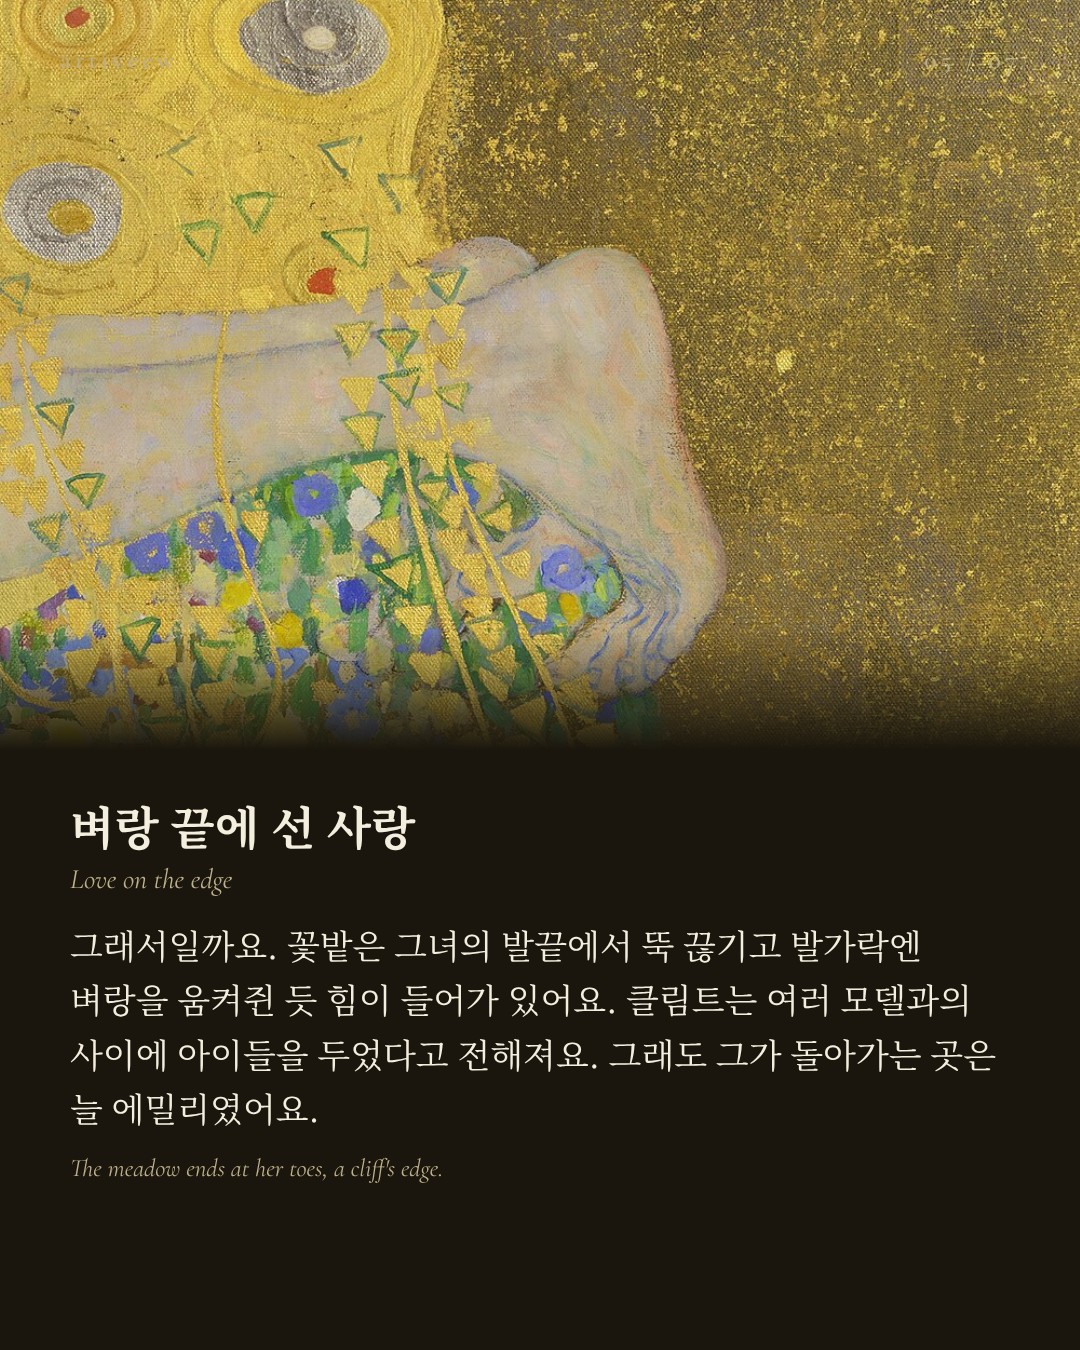 벼랑 끝에 선 사랑
Love on the edge
그래서일까요. 꽃밭은 그녀의 발끝에서 뚝 끊기고 발가락엔
벼랑을 움켜쥔 듯 힘이 들어가 있어요. 클림트는 여러 모델과의
사이에 아이들을 두었다고 전해져요. 그래도 그가 돌아가는 곳은
늘 에밀리였어요.
The meadow ends at her toes, a cliff's edge.